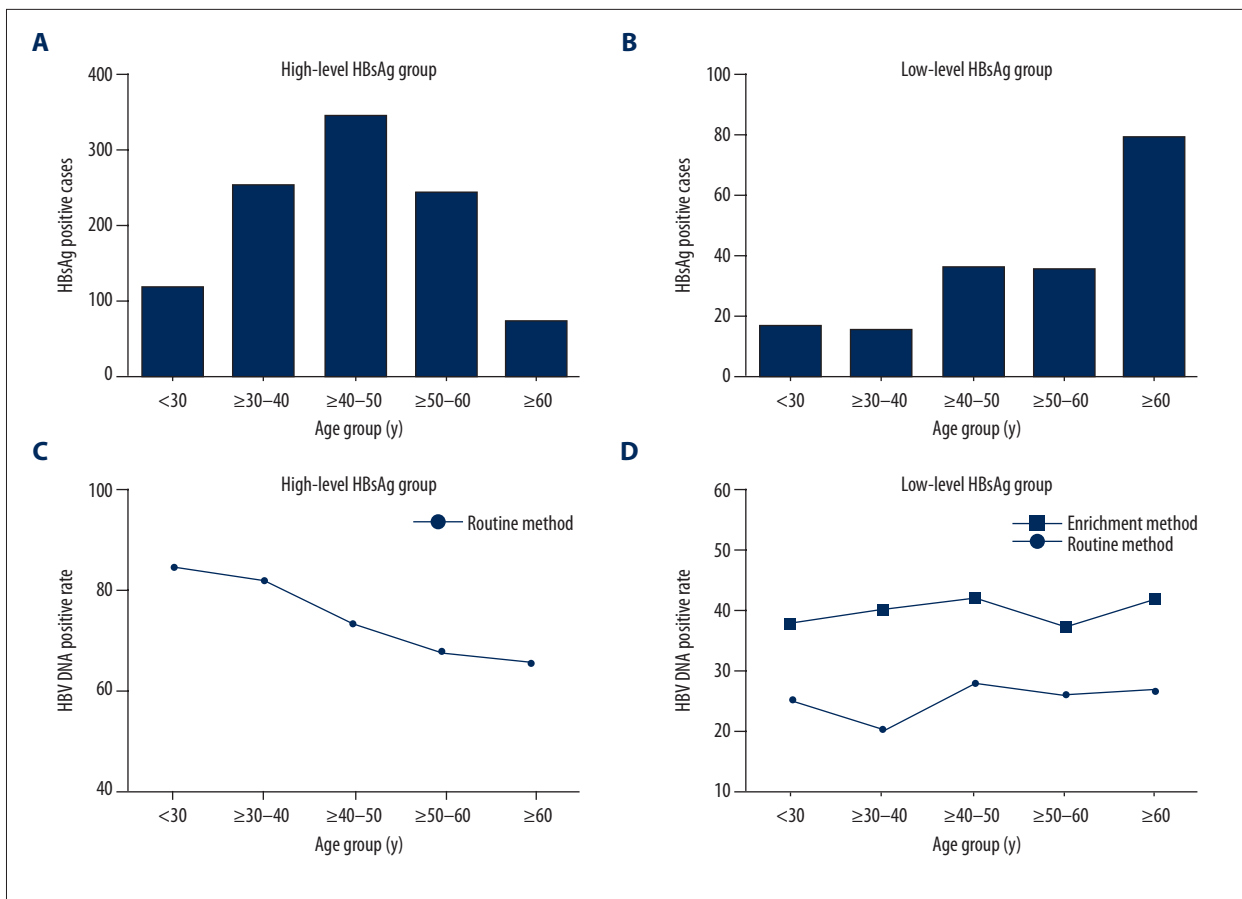 A
High-level HBsAg group
400
300
200
100
0
HBsAg positive cases
<30 ≥30–40 ≥40–50 ≥50–60 ≥60
Age group (y)
B
Low-level HBsAg group
100
80
60
40
20
0
HBsAg positive cases
<30 ≥30–40 ≥40–50 ≥50–60 ≥60
Age group (y)
C
High-level HBsAg group
Routine method
100
80
60
40
HBV DNA positive rate
<30 ≥30–40 ≥40–50 ≥50–60 ≥60
Age group (y)
D
Low-level HBsAg group
Enrichment method
Routine method
60
50
40
30
20
10
HBV DNA positive rate
<30 ≥30–40 ≥40–50 ≥50–60 ≥60
Age group (y)